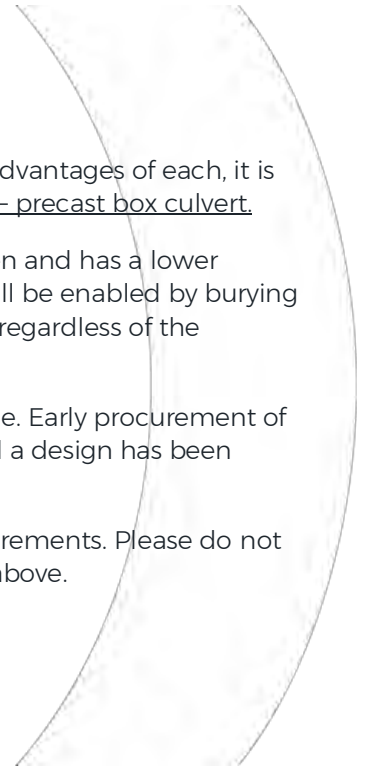 dvantages of each, it is
– precast box culvert.
n and has a lower
ll be enabled by burying
regardless of the
e. Early procurement of
l a design has been
rements. Please do not
above.